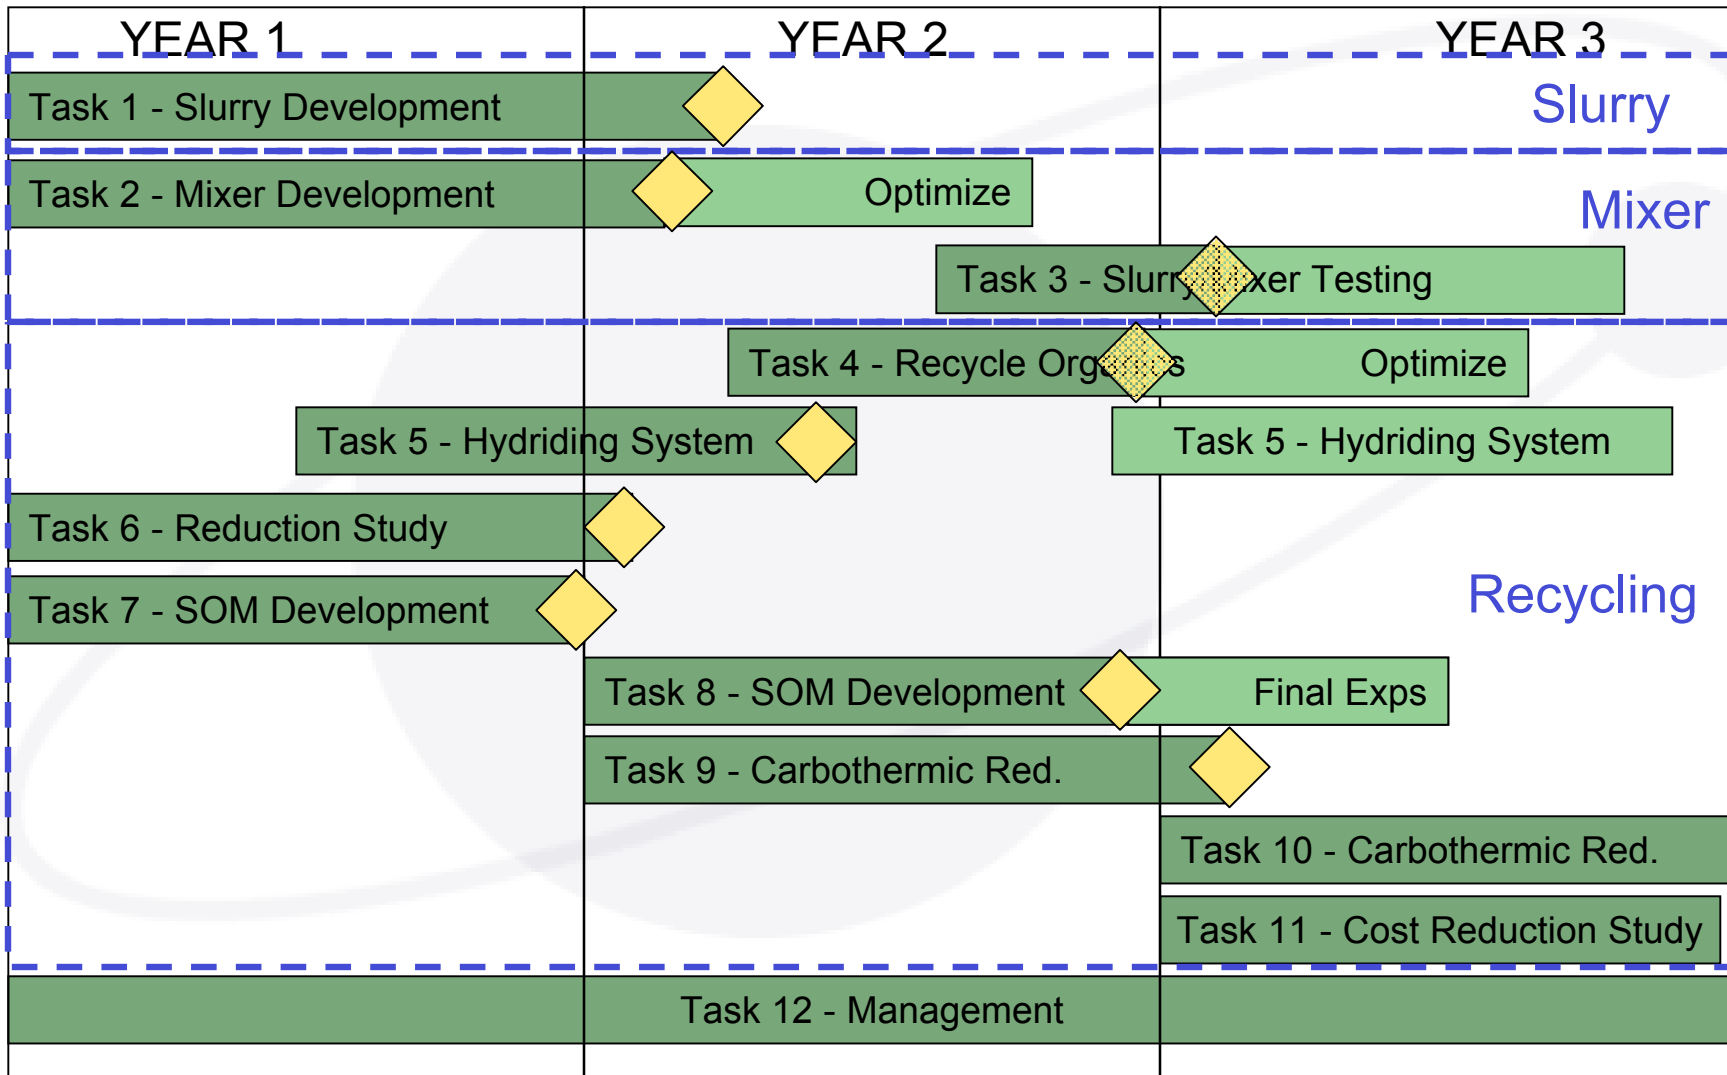 YEAR 1 YEAR 2 YEAR 3
Task 1 - Slurry Development
Slurry
Task 2 - Mixer Development Optimize
Mixer
Task 3 - Slurry Mixer Testing
Task 4 - Recycle Organics Optimize
Task 5 - Hydriding System Task 5 - Hydriding System
Task 6 - Reduction Study
Task 7 - SOM Development
Recycling
Task 8 - SOM Development Final Exps
Task 9 - Carbothermic Red.
Task 10 - Carbothermic Red.
Task 11 - Cost Reduction Study
Task 12 - Management